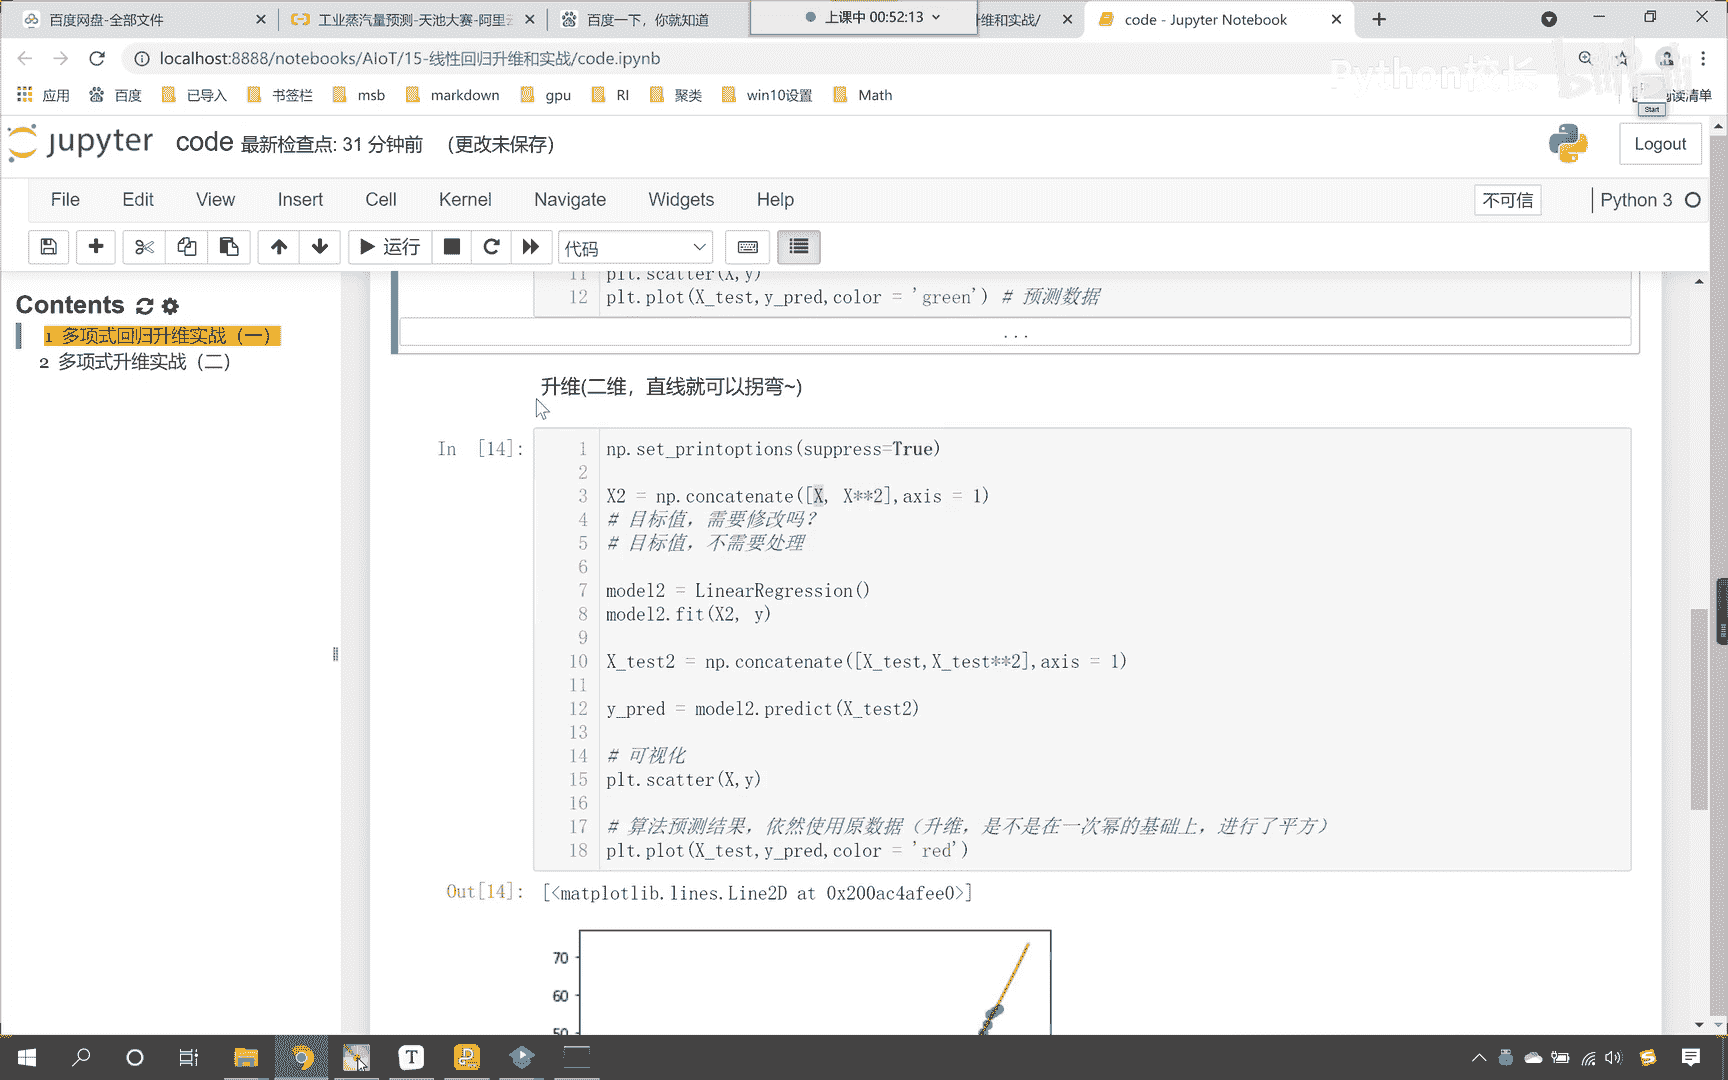 百度网盘-全部文件
工业蒸汽量预测-天池大赛-阿里云
百度一下，你就知道
上课中 00:52:13
维和实战/
code - Jupyter Notebook
localhost:8888/notebooks/AIoT/15-线性回归升维和实战/code.ipynb
应用 百度 已导入 书签栏 msb markdown gpu RI 聚类 win10设置 Math
阅读清单
Start
jupyter code 最新检查点: 31 分钟前 (更改未保存)
Logout
File Edit View Insert Cell Kernel Navigate Widgets Help
不可信
Python 3
运行
代码
Contents
1 多项式回归升维实战（一）
2 多项式升维实战（二）
11 plt.scatter(X,y)
12 plt.plot(X_test,y_pred,color = 'green') # 预测数据
...
升维(二维，直线就可以拐弯~)
In [14]:
1 np.set_printoptions(suppress=True)
2
3 X2 = np.concatenate([X, X**2],axis = 1)
4 # 目标值，需要修改吗?
5 # 目标值，不需要处理
6
7 model2 = LinearRegression()
8 model2.fit(X2, y)
9
10 X_test2 = np.concatenate([X_test,X_test**2],axis = 1)
11
12 y_pred = model2.predict(X_test2)
13
14 # 可视化
15 plt.scatter(X,y)
16
17 # 算法预测结果，依然使用原数据（升维，是不是在一次幂的基础上，进行了平方）
18 plt.plot(X_test,y_pred,color = 'red')
Out[14]: [<matplotlib.lines.Line2D at 0x200ac4afee0>]
70
60
50